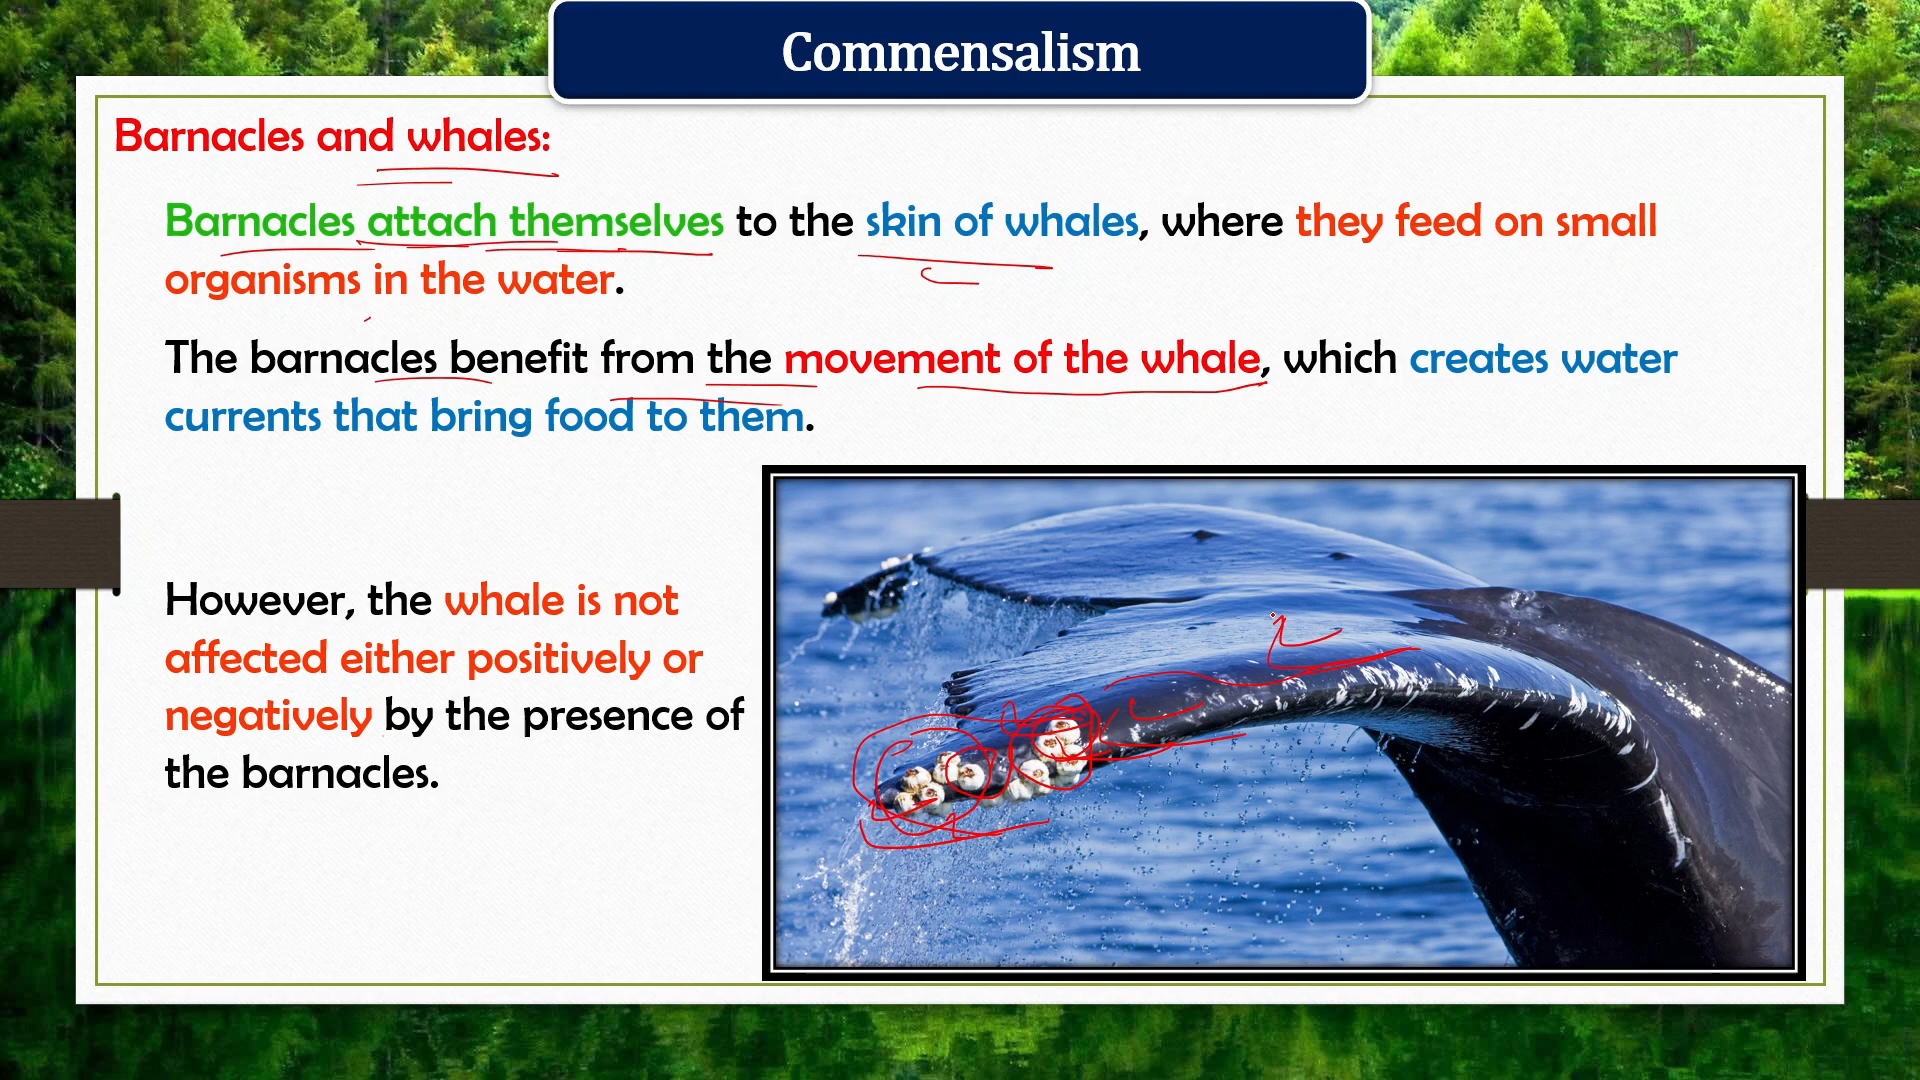 Commensalism
Barnacles and whales:
Barnacles attach themselves to the skin of whales, where they feed on small
organisms in the water.
The barnacles benefit from the movement of the whale, which creates water
currents that bring food to them.
However, the whale is not
affected either positively or
negatively by the presence of
the barnacles.